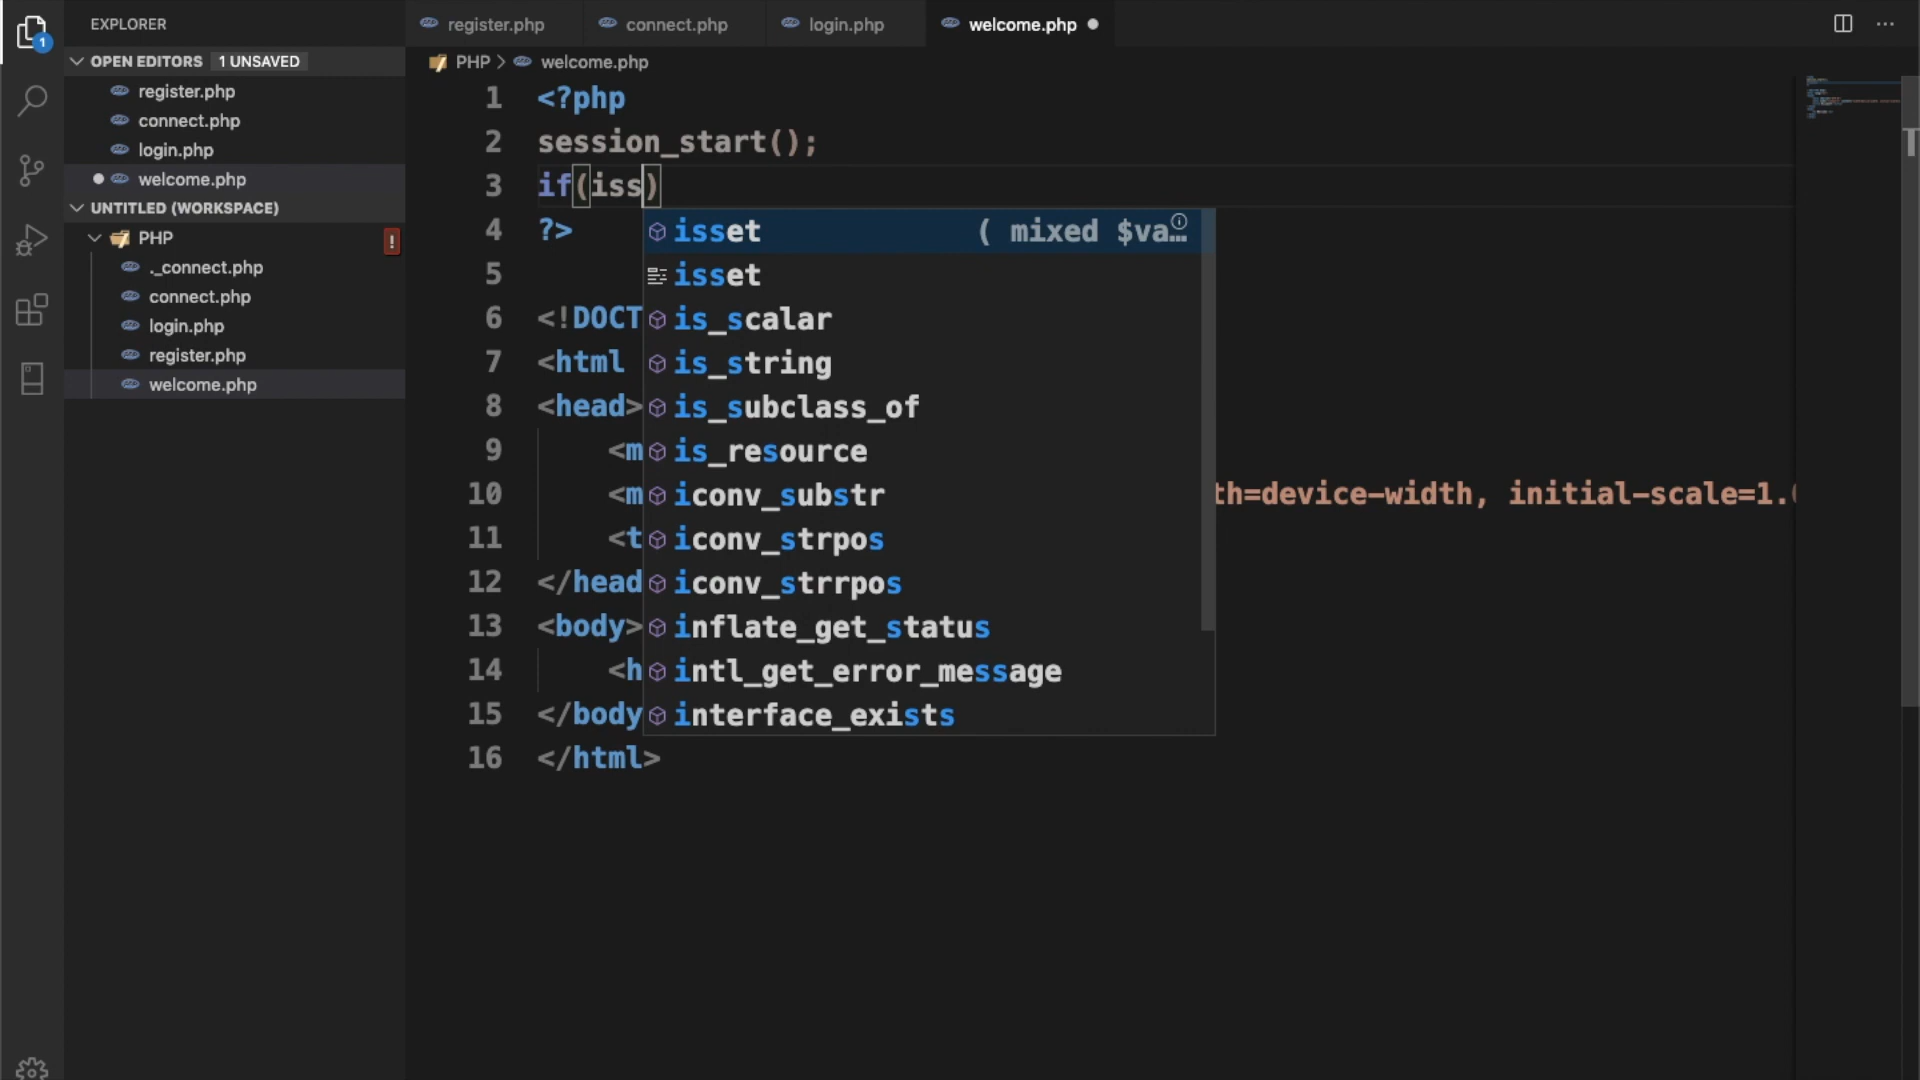 EXPLORER
OPEN EDITORS 1 UNSAVED
register.php
connect.php
login.php
welcome.php
UNTITLED (WORKSPACE)
PHP
!
._connect.php
connect.php
login.php
register.php
welcome.php
1
register.php connect.php login.php welcome.php
PHP > welcome.php
1 <?php
2 session_start();
3 if(iss)
4 ?>
5
6 <!DOCT
7 <html
8 <head>
9 <m
10 <m th=device-width, initial-scale=1.
11 <t
12 </head
13 <body>
14 <h
15 </body
16 </html>
isset ( mixed $va…
isset
is_scalar
is_string
is_subclass_of
is_resource
iconv_substr
iconv_strpos
iconv_strrpos
inflate_get_status
intl_get_error_message
interface_exists